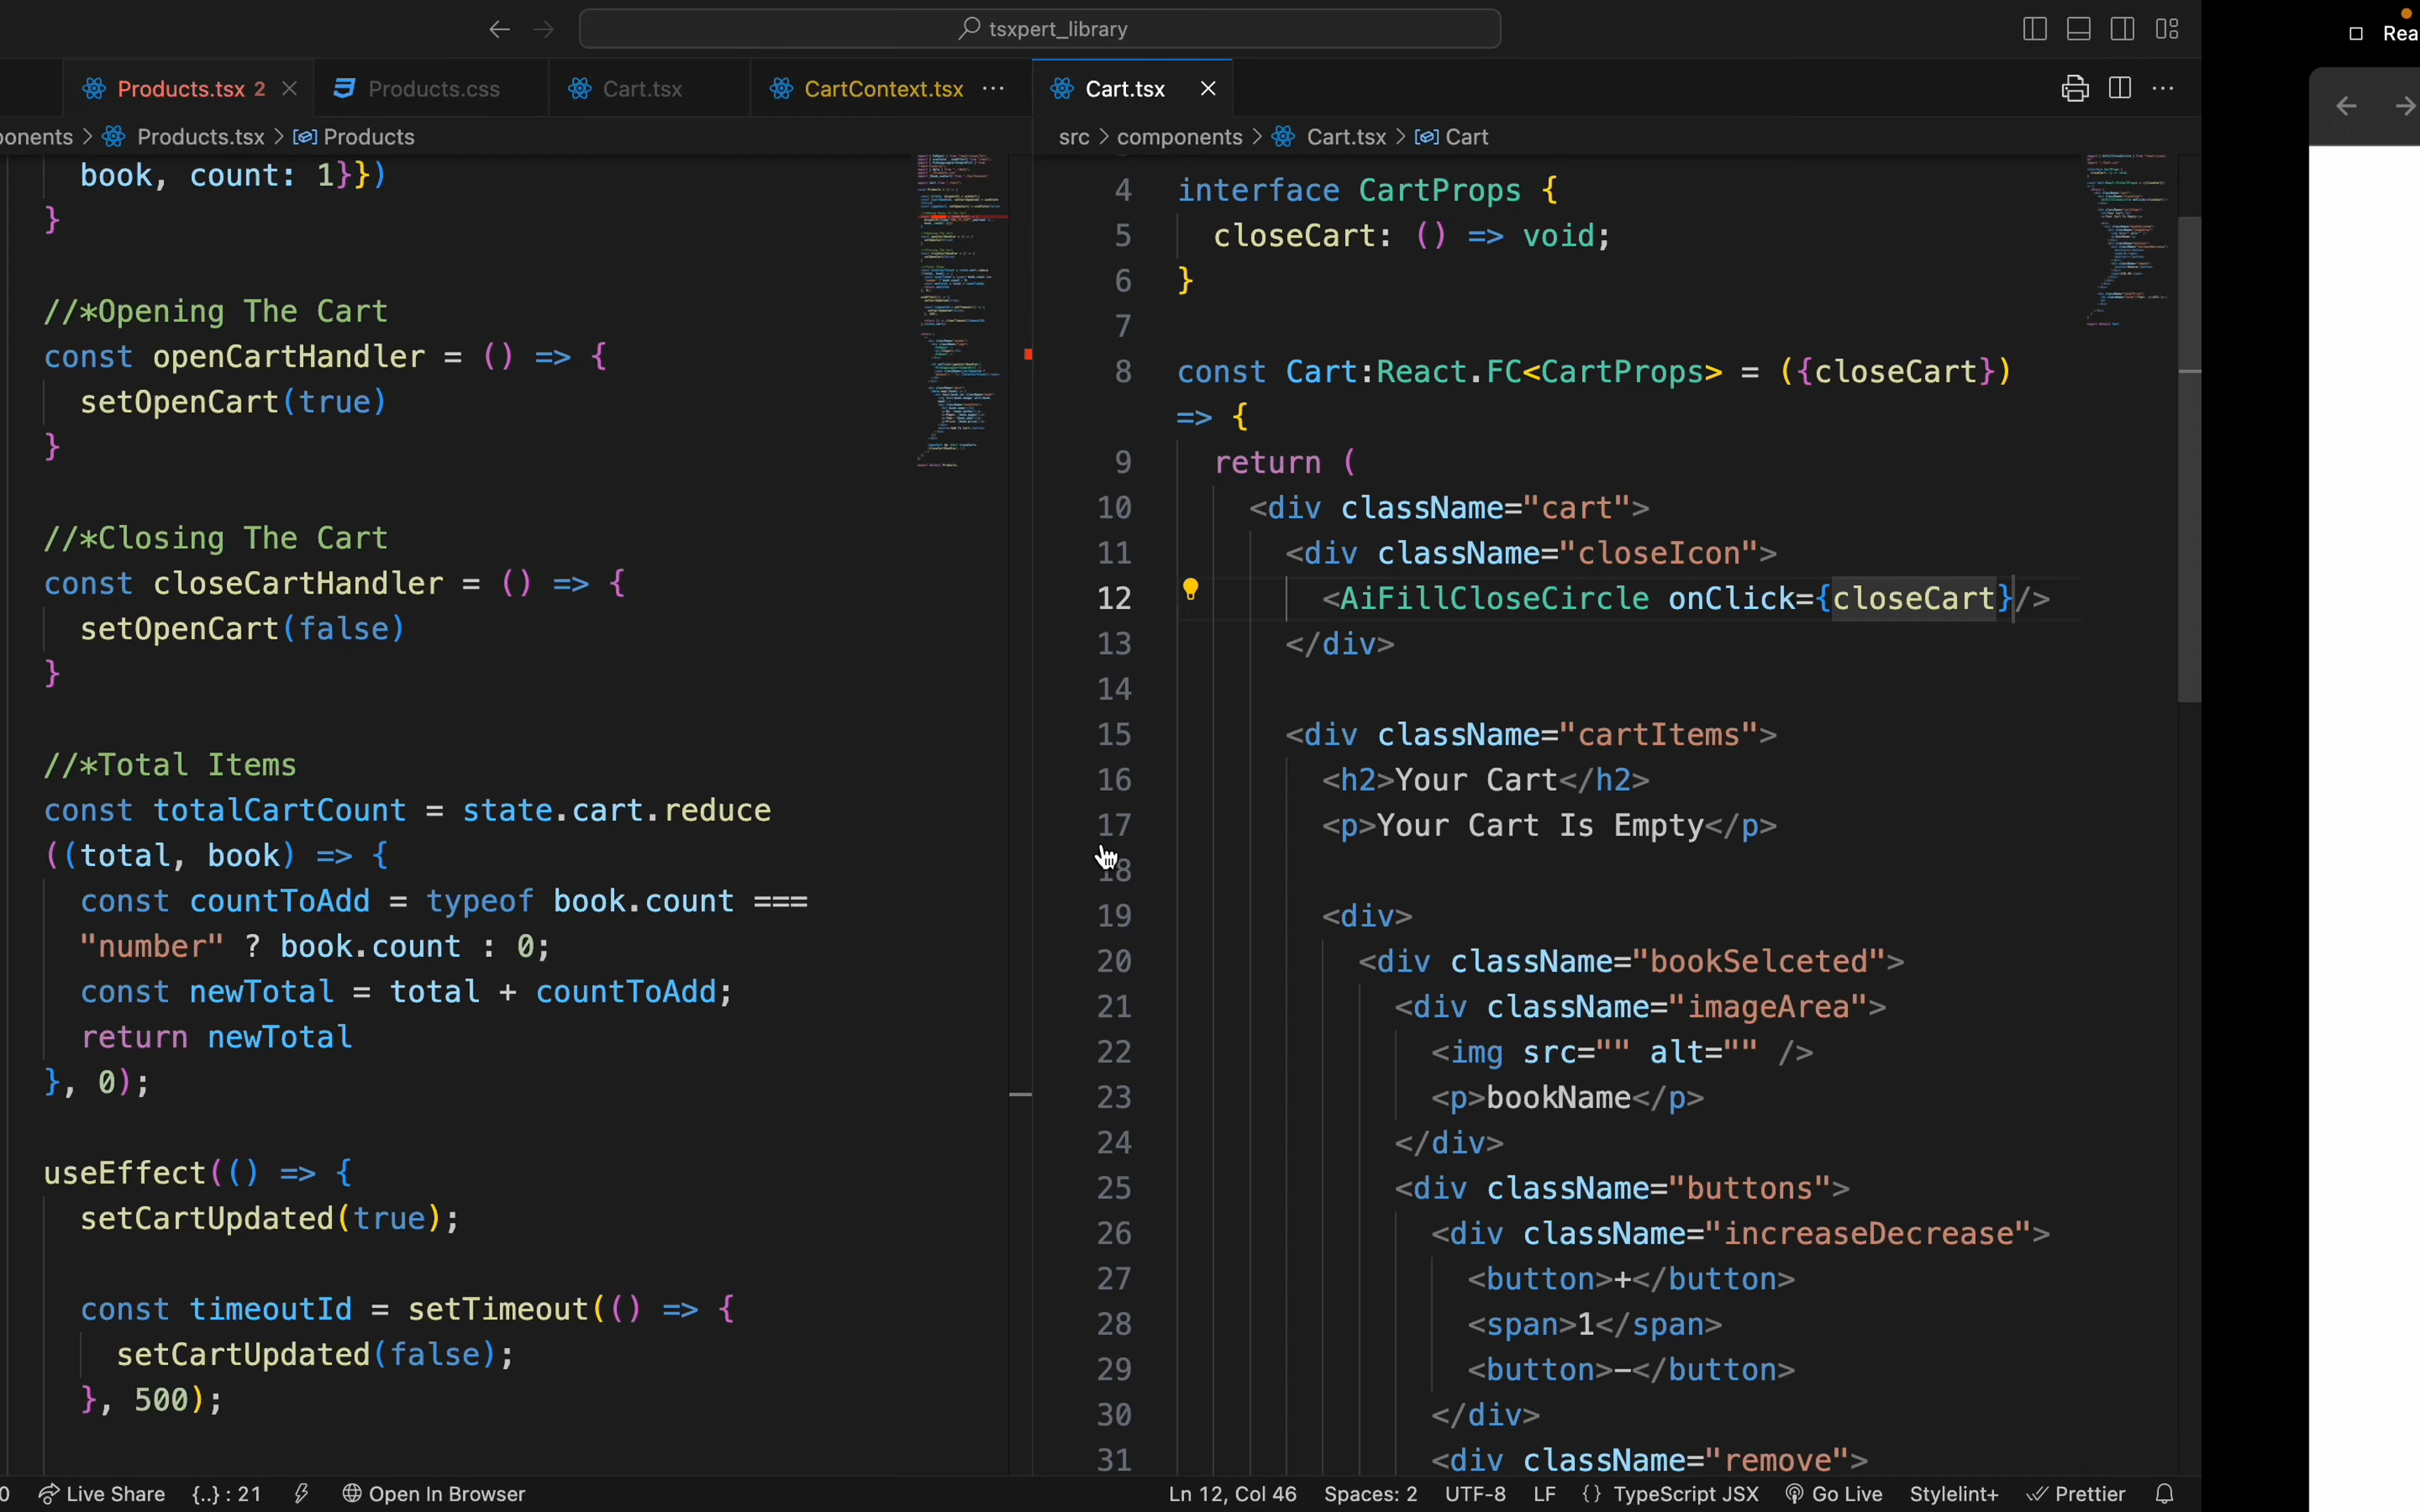 tsxpert_library
Rea
Products.tsx 2
Products.css
Cart.tsx
CartContext.tsx
Cart.tsx
onents > Products.tsx > Products
src > components > Cart.tsx > Cart
book, count: 1}})
}
//*Opening The Cart
const openCartHandler = () => {
setOpenCart(true)
}
//*Closing The Cart
const closeCartHandler = () => {
setOpenCart(false)
}
//*Total Items
const totalCartCount = state.cart.reduce
((total, book) => {
const countToAdd = typeof book.count ===
"number" ? book.count : 0;
const newTotal = total + countToAdd;
return newTotal
}, 0);
useEffect(() => {
setCartUpdated(true);
const timeoutId = setTimeout(() => {
setCartUpdated(false);
}, 500);
4 interface CartProps {
5 closeCart: () => void;
6 }
7
8 const Cart:React.FC<CartProps> = ({closeCart})
=> {
9 return (
10 <div className="cart">
11 <div className="closeIcon">
12 <AiFillCloseCircle onClick={closeCart}/>
13 </div>
14
15 <div className="cartItems">
16 <h2>Your Cart</h2>
17 <p>Your Cart Is Empty</p>
18
19 <div>
20 <div className="bookSelceted">
21 <div className="imageArea">
22 <img src="" alt="" />
23 <p>bookName</p>
24 </div>
25 <div className="buttons">
26 <div className="increaseDecrease">
27 <button>+</button>
28 <span>1</span>
29 <button>-</button>
30 </div>
31 <div className="remove">
0 Live Share {..} : 21 Open In Browser
Ln 12, Col 46 Spaces: 2 UTF-8 LF {} TypeScript JSX Go Live Stylelint+ Prettier